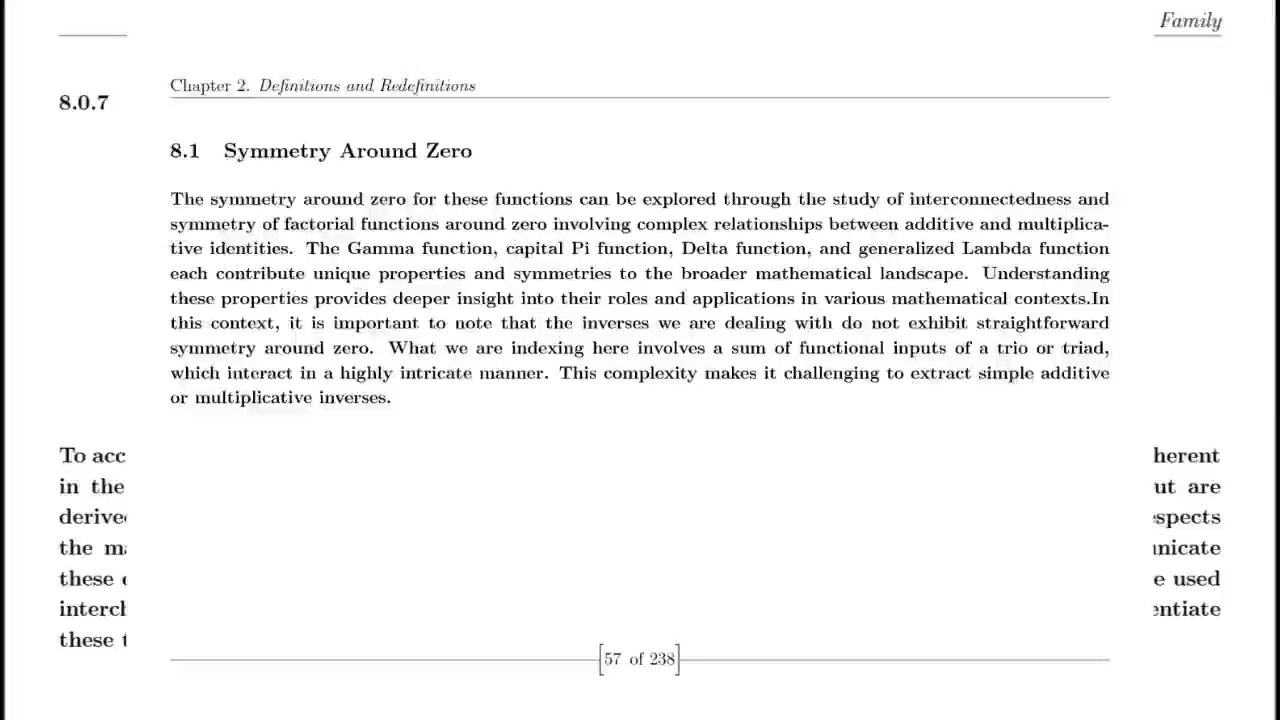 Family
Chapter 2. Definitions and Redefinitions
8.0.7
8.1 Symmetry Around Zero
The symmetry around zero for these functions can be explored through the study of interconnectedness and
symmetry of factorial functions around zero involving complex relationships between additive and multiplica-
tive identities. The Gamma function, capital Pi function, Delta function, and generalized Lambda function
each contribute unique properties and symmetries to the broader mathematical landscape. Understanding
these properties provides deeper insight into their roles and applications in various mathematical contexts.In
this context, it is important to note that the inverses we are dealing with do not exhibit straightforward
symmetry around zero. What we are indexing here involves a sum of functional inputs of a trio or triad,
which interact in a highly intricate manner. This complexity makes it challenging to extract simple additive
or multiplicative inverses.
To acc herent
in the ut are
derive spects
the m nicate
these e used
interch entiate
these t
[57 of 238]